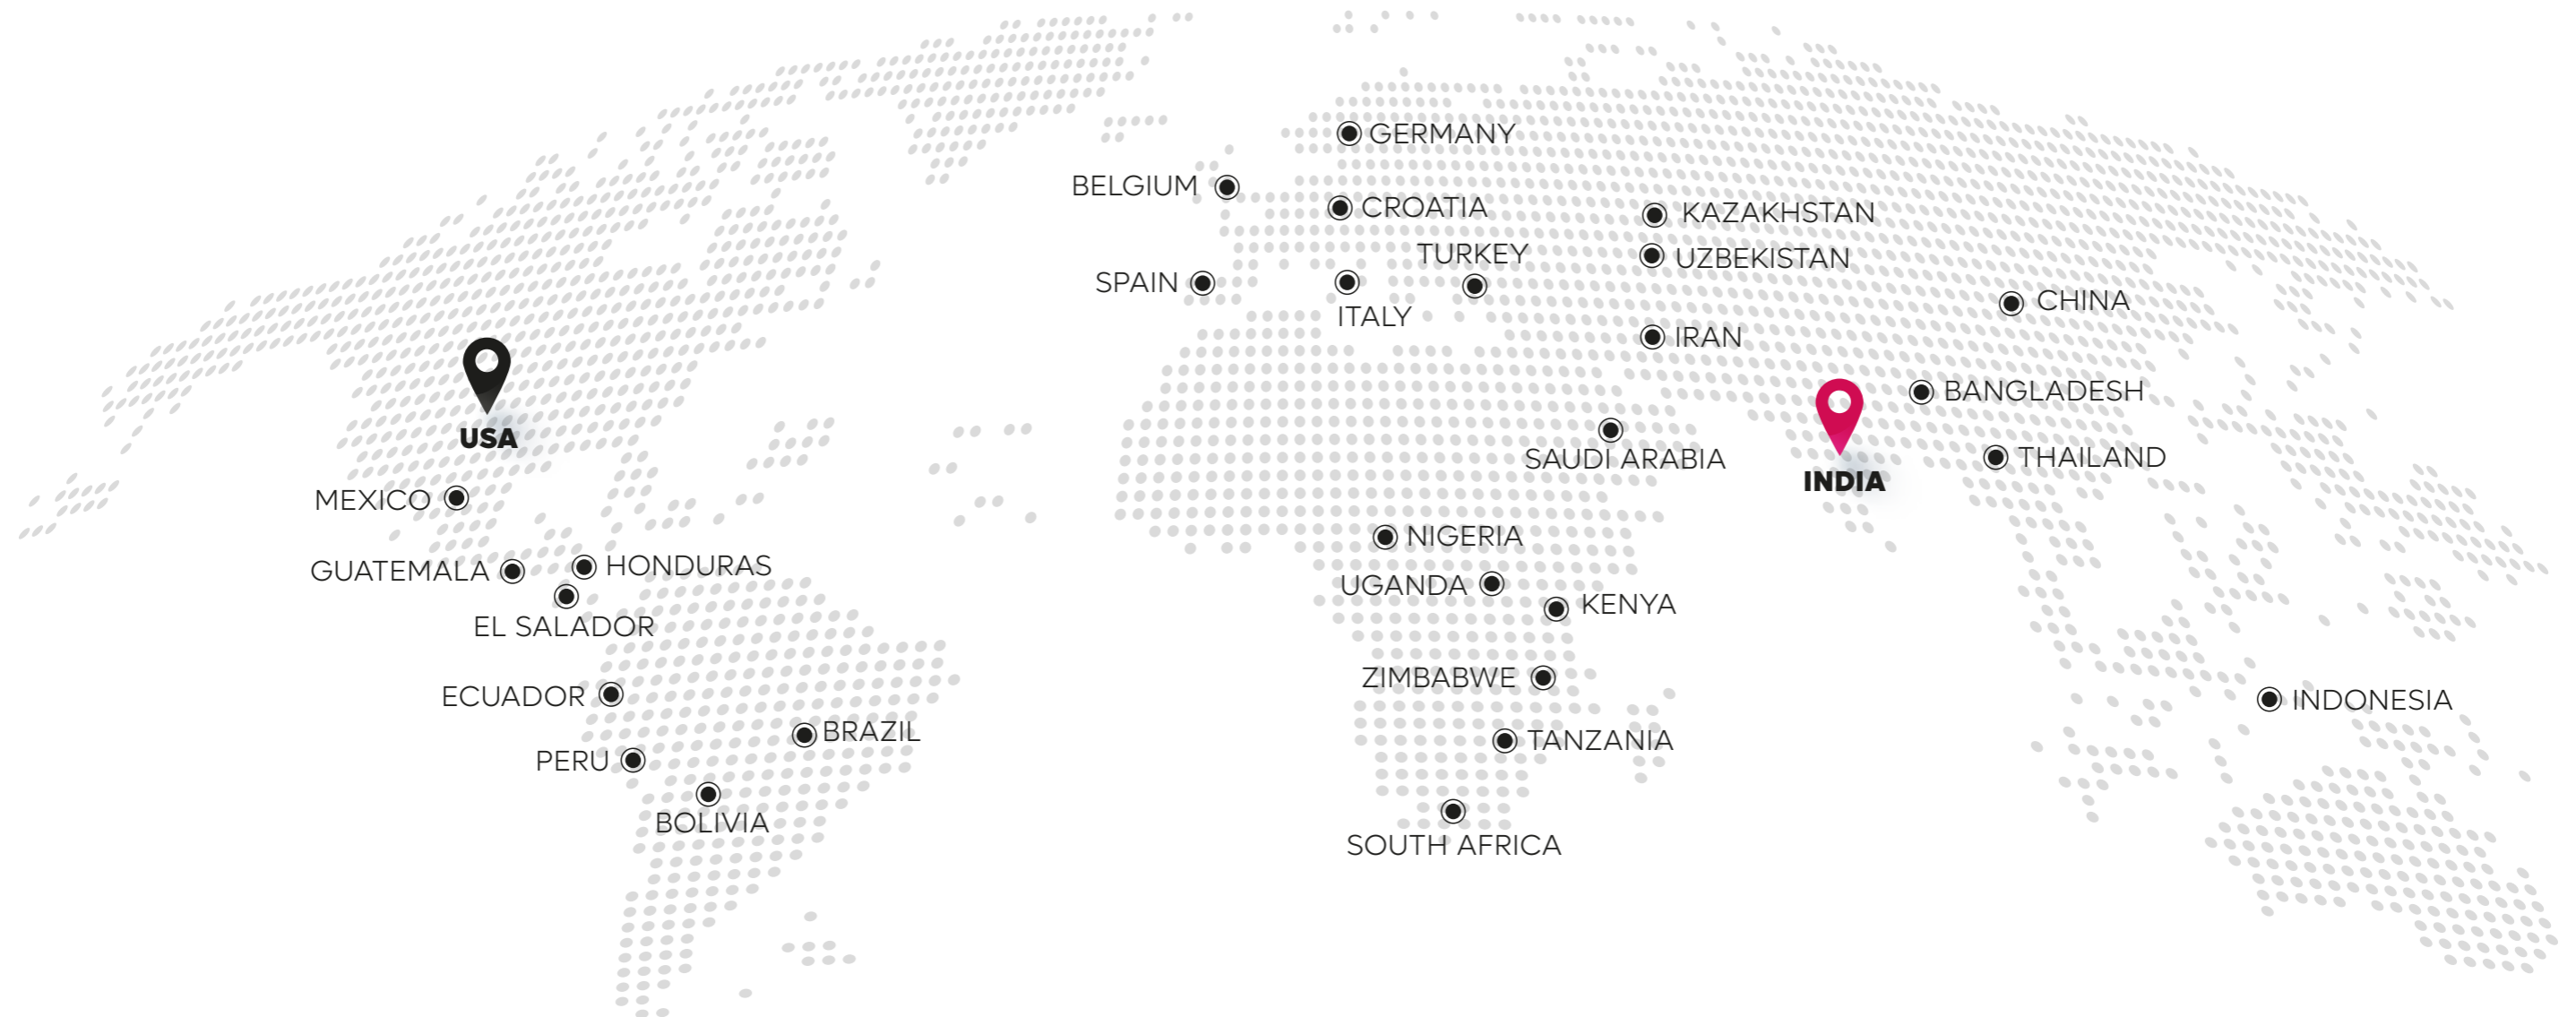 GERMANY
BELGIUM
CROATIA
KAZAKHSTAN
TURKEY
UZBEKISTAN
SPAIN
ITALY
CHINA
IRAN
BANGLADESH
USA
SAUDI ARABIA
THAILAND
INDIA
MEXICO
NIGERIA
GUATEMALA
HONDURAS
UGANDA
KENYA
EL SALADOR
ZIMBABWE
ECUADOR
INDONESIA
BRAZIL
TANZANIA
PERU
BOLIVIA
SOUTH AFRICA